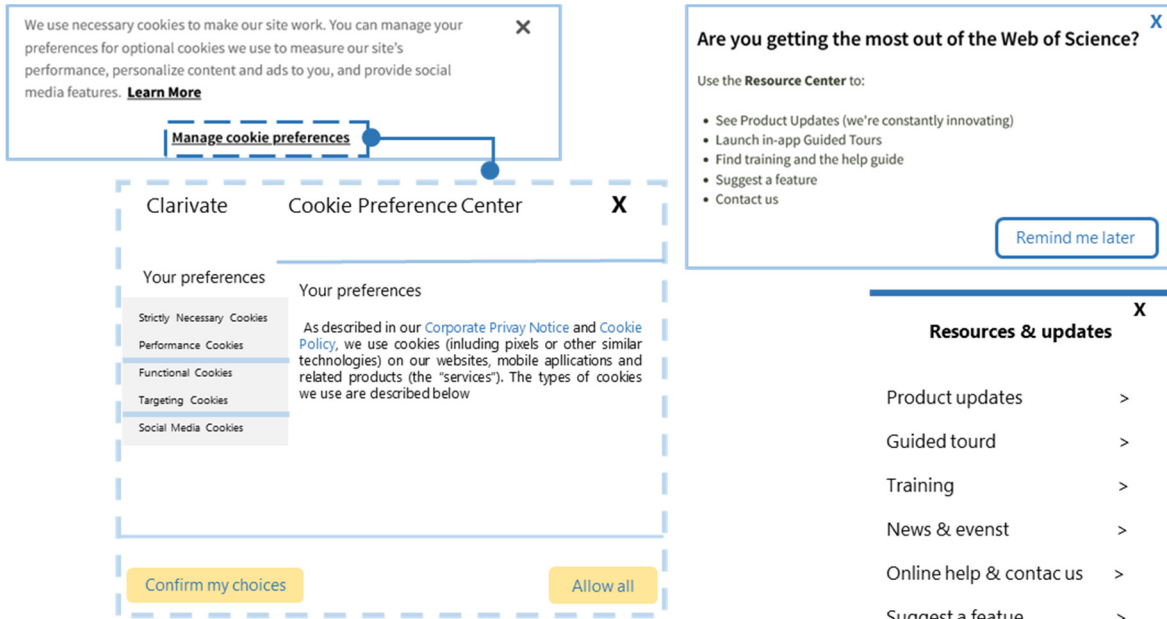 We use necessary cookies to make our site work. You can manage your
preferences for optional cookies we use to measure our site's
performance, personalize content and ads to you, and provide social
media features. Learn More
Manage cookie preferences
X
Are you getting the most out of the Web of Science?
Use the Resource Center to:
• See Product Updates (we're constantly innovating)
• Launch in-app Guided Tours
• Find training and the help guide
• Suggest a feature
• Contact us
Remind me later
Clarivate Cookie Preference Center X
Your preferences
Strictly Necessary Cookies
Performance Cookies
Functional Cookies
Targeting Cookies
Social Media Cookies
Your preferences
As described in our Corporate Privay Notice and Cookie
Policy, we use cookies (inluding pixels or other similar
technologies) on our websites, mobile apllications and
related products (the “services”). The types of cookies
we use are described below
Confirm my choices
Allow all
X
Resources & updates
Product updates >
Guided tourd >
Training >
News & evenst >
Online help & contac us >
Suggest a featue >